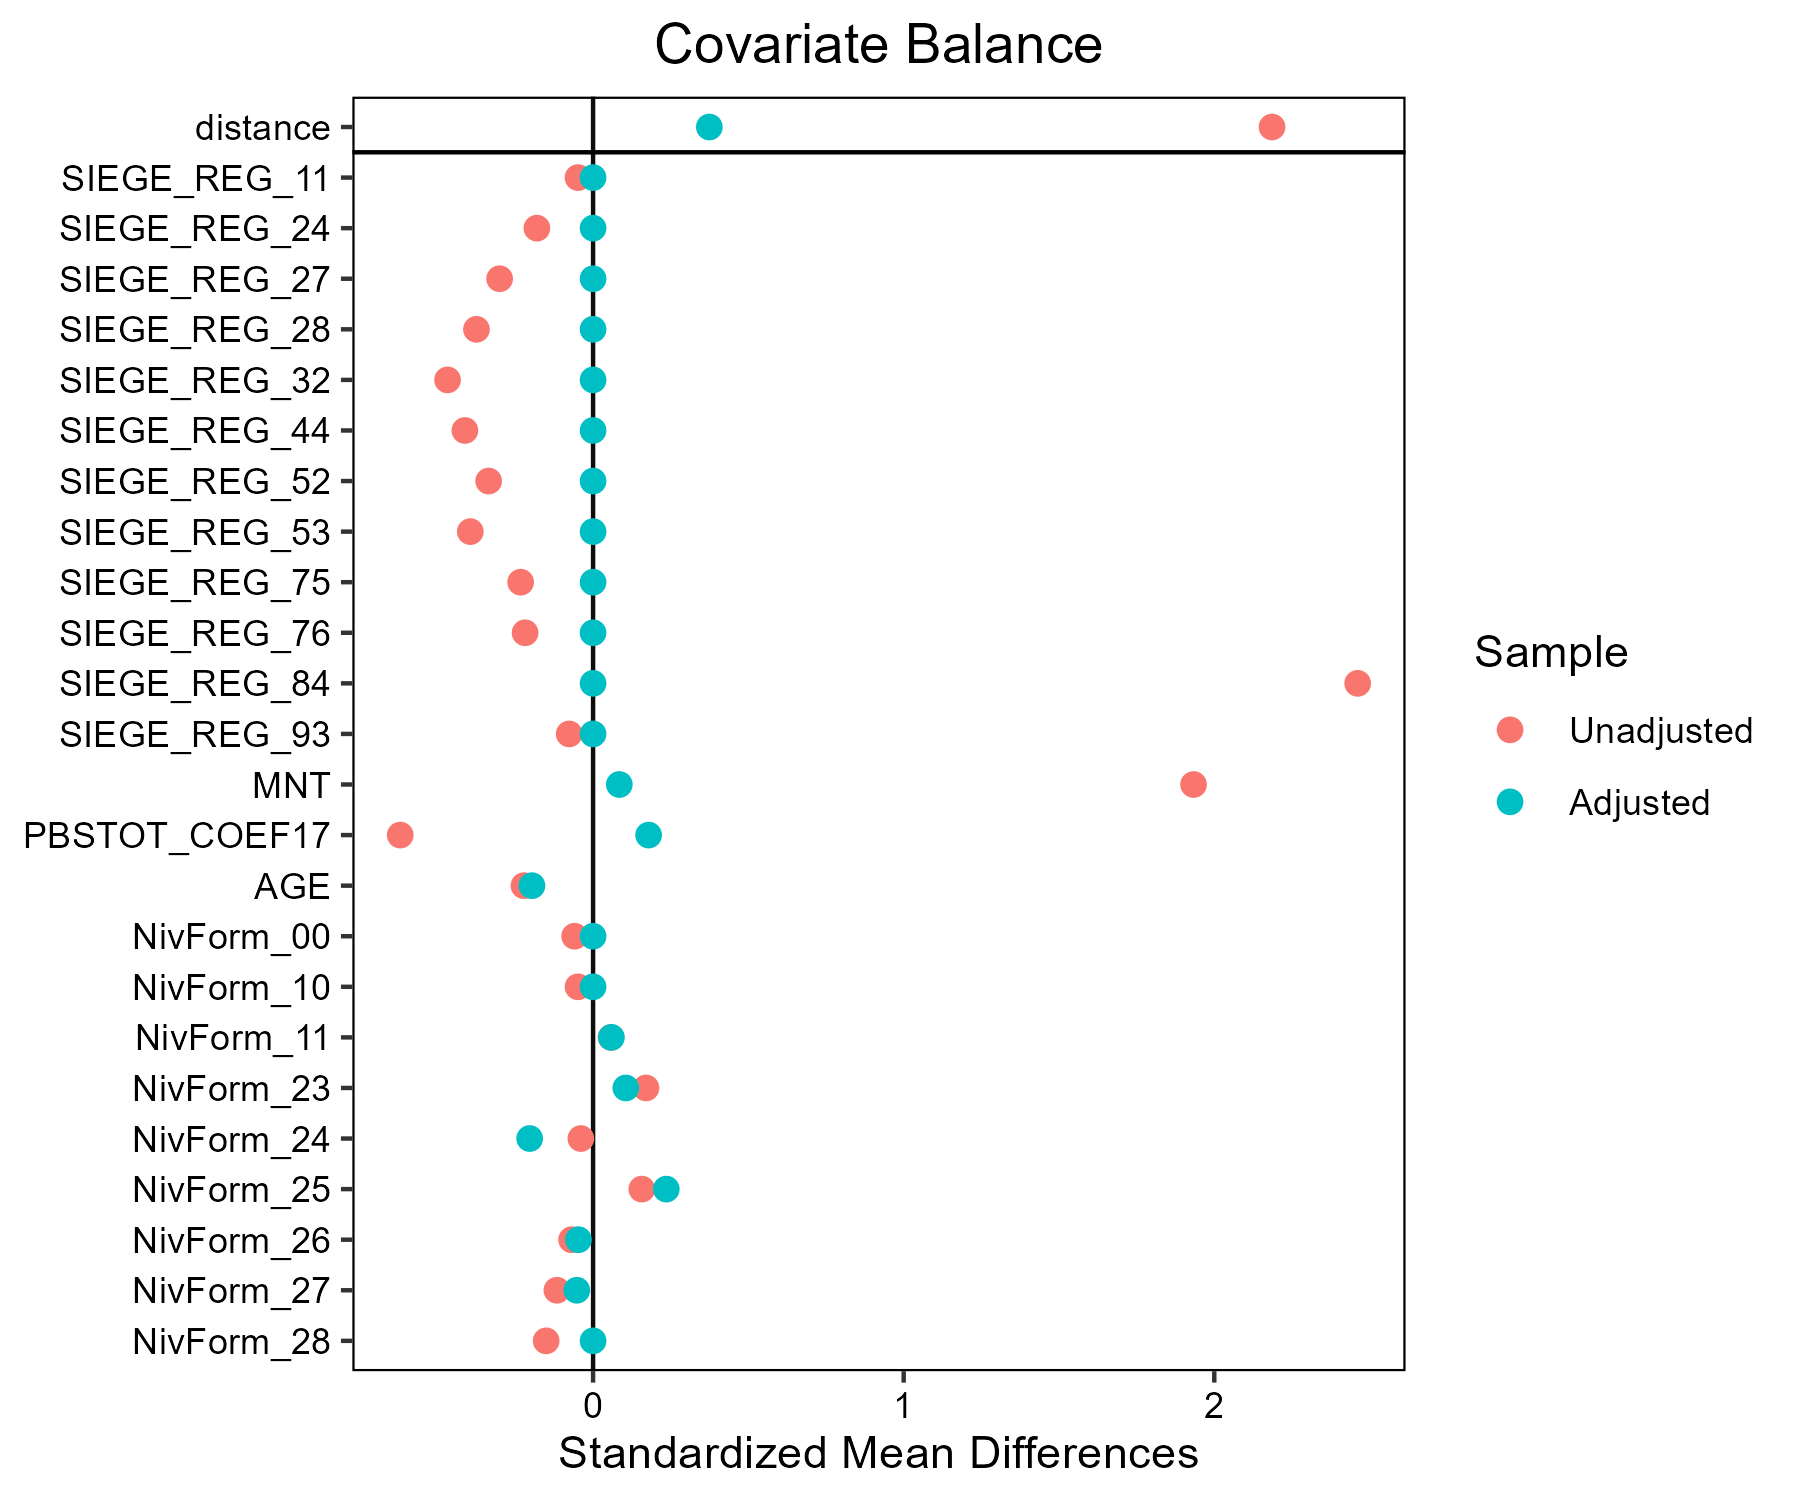 Covariate Balance
distance
SIEGE_REG_11
SIEGE_REG_24
SIEGE_REG_27
SIEGE_REG_28
SIEGE_REG_32
SIEGE_REG_44
SIEGE_REG_52
SIEGE_REG_53
SIEGE_REG_75
SIEGE_REG_76
SIEGE_REG_84
SIEGE_REG_93
MNT
PBSTOT_COEF17
AGE
NivForm_00
NivForm_10
NivForm_11
NivForm_23
NivForm_24
NivForm_25
NivForm_26
NivForm_27
NivForm_28
0 1 2
Standardized Mean Differences
Sample
Unadjusted
Adjusted